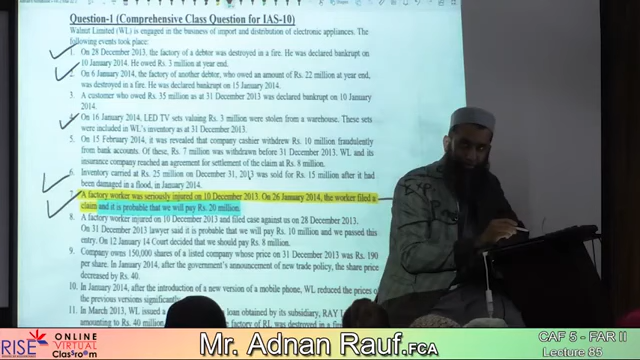 Question-1 (Comprehensive Class Question for IAS-10)
Walnut Limited (WL) is engaged in the business of import and distribution of electronic appliances. The
following events took place:
1. On 28 December 2013, the factory of a debtor was destroyed in a fire. He was declared bankrupt on
10 January 2014. He owed Rs. 3 million at year end.
2. On 6 January 2014, the factory of another debtor, who owed an amount of Rs. 22 million at year end,
was destroyed in a fire. He was declared bankrupt on 15 January 2014.
3. A customer who owed Rs. 35 million as at 31 December 2013 was declared bankrupt on 10 January
2014.
4. On 16 January 2014, LED TV sets valuing Rs. 3 million were stolen from a warehouse. These sets
were included in WL's inventory as at 31 December 2013.
5. On 15 February 2014, it was revealed that company cashier withdrew Rs. 10 million fraudulently
from bank accounts. Of these, Rs. 7 million was withdrawn before 31 December 2013. WL and its
insurance company reached an agreement for settlement of the claim at Rs. 8 million.
6. Inventory carried at Rs. 25 million on December 31, 2013 was sold for Rs. 15 million after it had
been damaged in a flood, in January 2014.
7. A factory worker was seriously injured on 10 December 2013. On 26 January 2014, the worker filed a
claim and it is probable that we will pay Rs. 20 million.
8. A factory worker injured on 10 December 2013 and filed case against us on 28 December 2013.
On 31 December 2013 lawyer said it is probable that we will pay Rs. 10 million and we passed this
entry. On 12 January 2014 Court decided we should pay Rs. 8 million.
9. Company owes 150,000 shares of a listed company whose price on 31 December 2013 was Rs. 190
per share. In January 2014, after the government's announcement of new trade policy, the share price
decreased by Rs. 40.
10. In January 2014, after the introduction of a new version of mobile phone, WL reduced the prices
of the previous versions significantly.
11. In March 2013, WL issued a loan obtained by its subsidiary, RAY L
amounting to Rs. 40 million the factory of RL was destroyed in a fire
RISE
ONLINE
VIRTUAL
Classroom
Mr. Adnan Rauf.FCA
CAF 5 - FAR II
Lecture 85